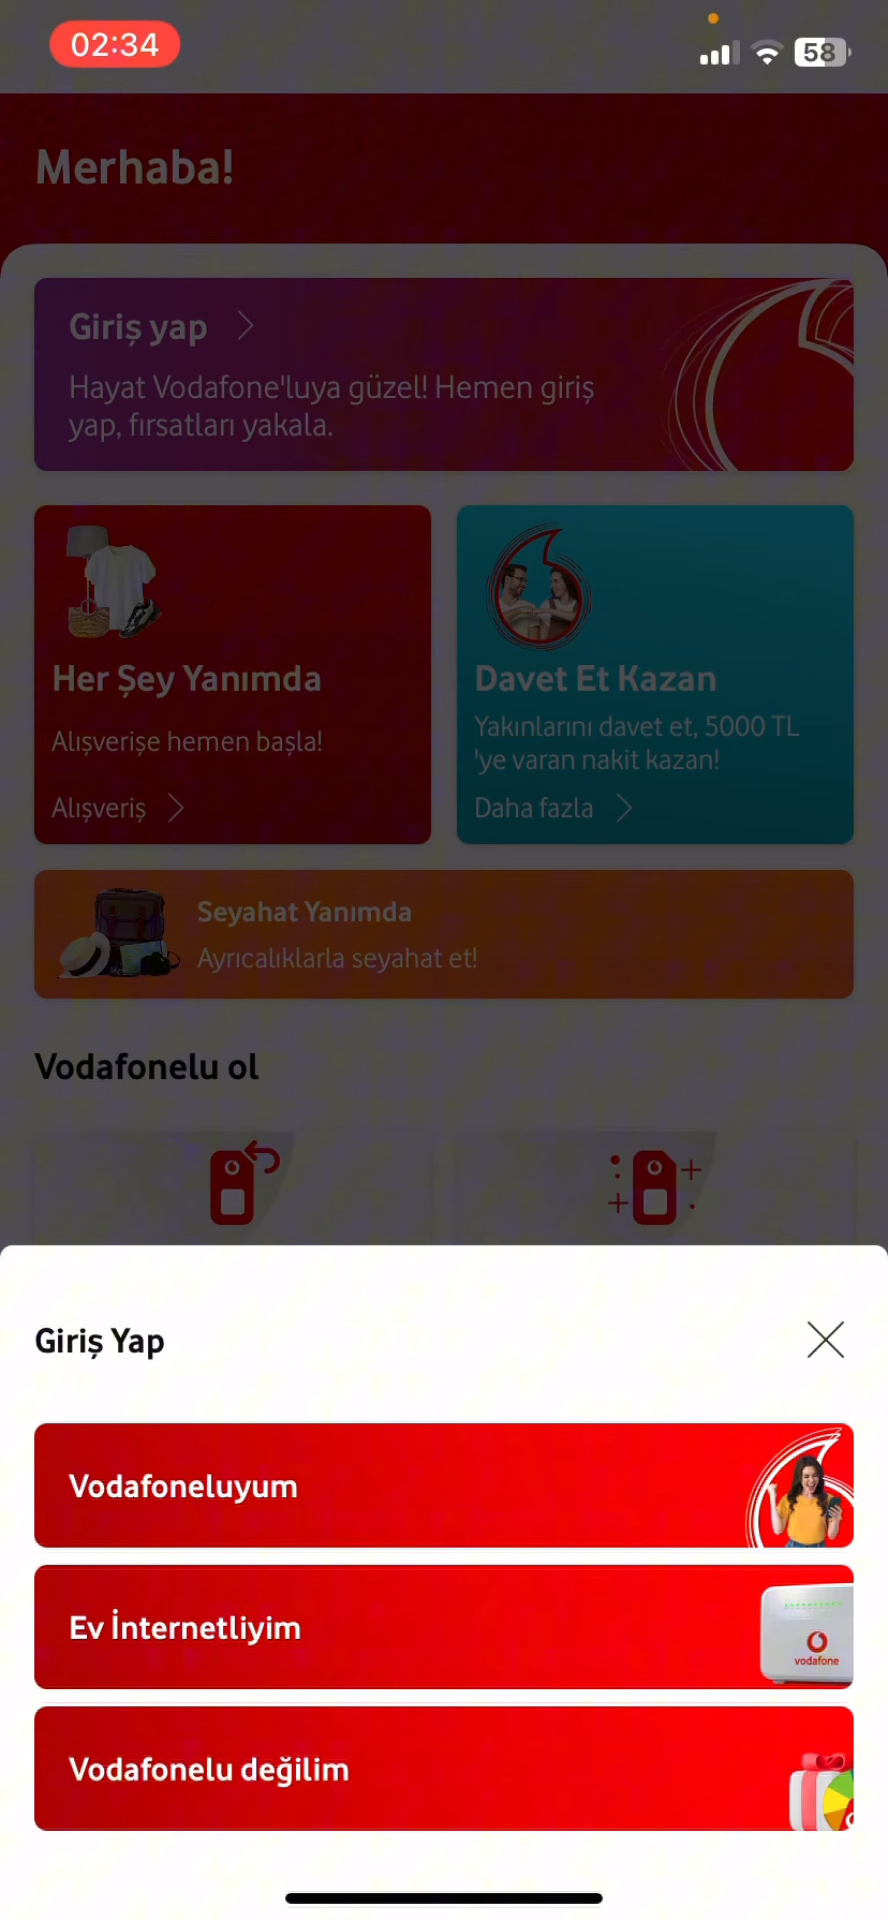 02:34
58
Merhaba!
Giriş yap
Hayat Vodafone'luya güzel! Hemen giriş
yap, fırsatları yakala.
Her Şey Yanımda
Alışverişe hemen başla!
Alışveriş
Davet Et Kazan
Yakınlarını davet et, 5000 TL
'ye varan nakit kazan!
Daha fazla
Seyahat Yanımda
Ayrıcalıklarla seyahat et!
Vodafonelu ol
Giriş Yap
Vodafoneluyum
Ev İnternetliyim
vodafone
Vodafonelu değilim